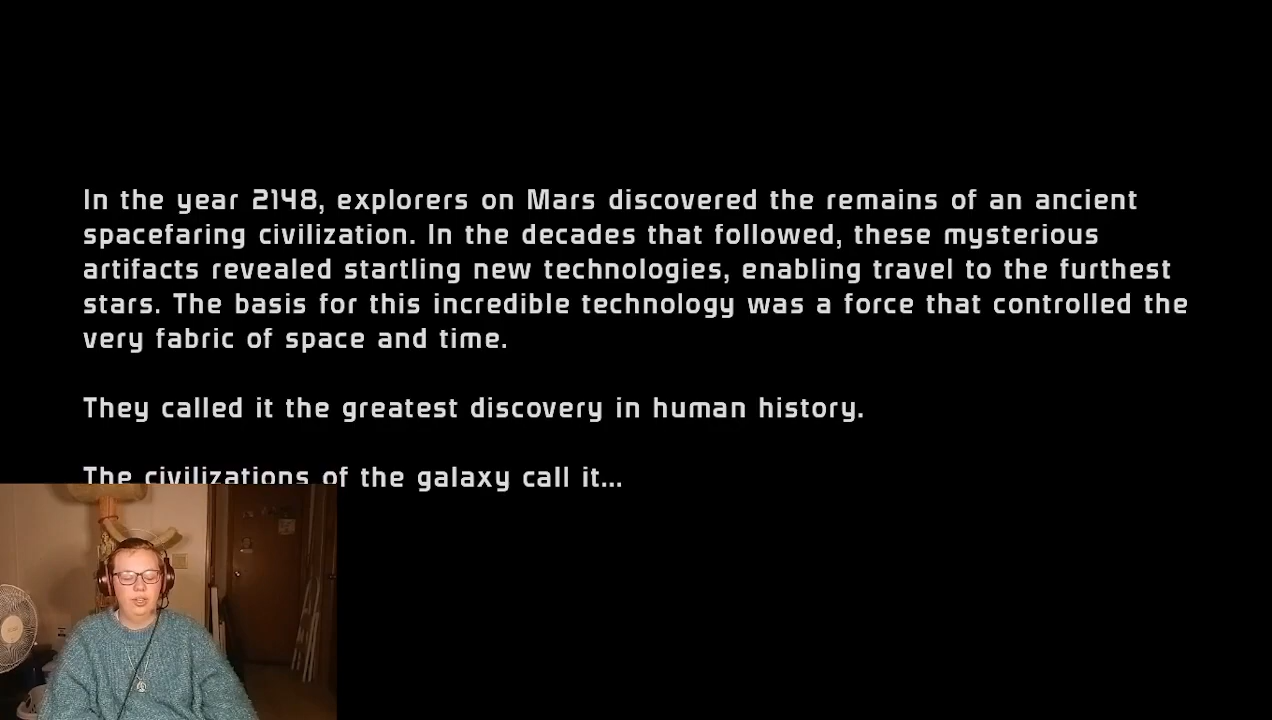 In the year 2148, explorers on Mars discovered the remains of an ancient
spacefaring civilization. In the decades that followed, these mysterious
artifacts revealed startling new technologies, enabling travel to the furthest
stars. The basis for this incredible technology was a force that controlled the
very fabric of space and time.
They called it the greatest discovery in human history.
The civilizations of the galaxy call it...